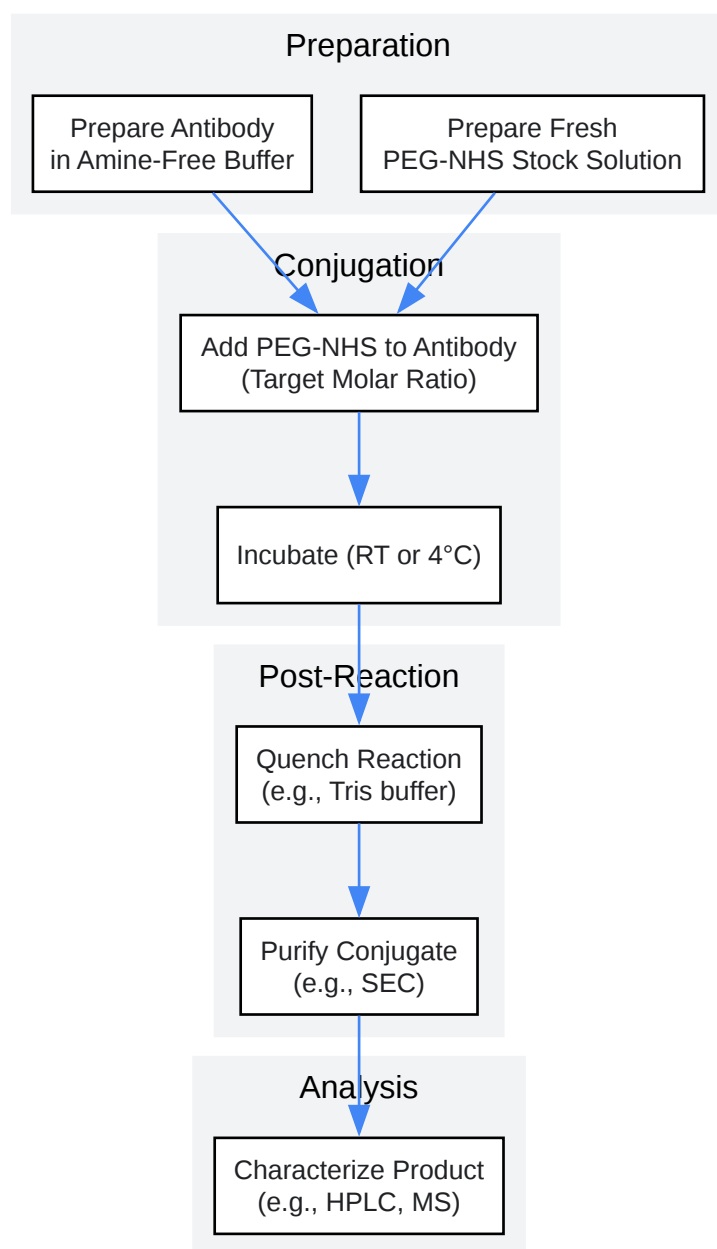 Preparation
Prepare Antibody
in Amine-Free Buffer
Prepare Fresh
PEG-NHS Stock Solution
Conjugation
Add PEG-NHS to Antibody
(Target Molar Ratio)
Incubate (RT or 4°C)
Post-Reaction
Quench Reaction
(e.g., Tris buffer)
Purify Conjugate
(e.g., SEC)
Analysis
Characterize Product
(e.g., HPLC, MS)